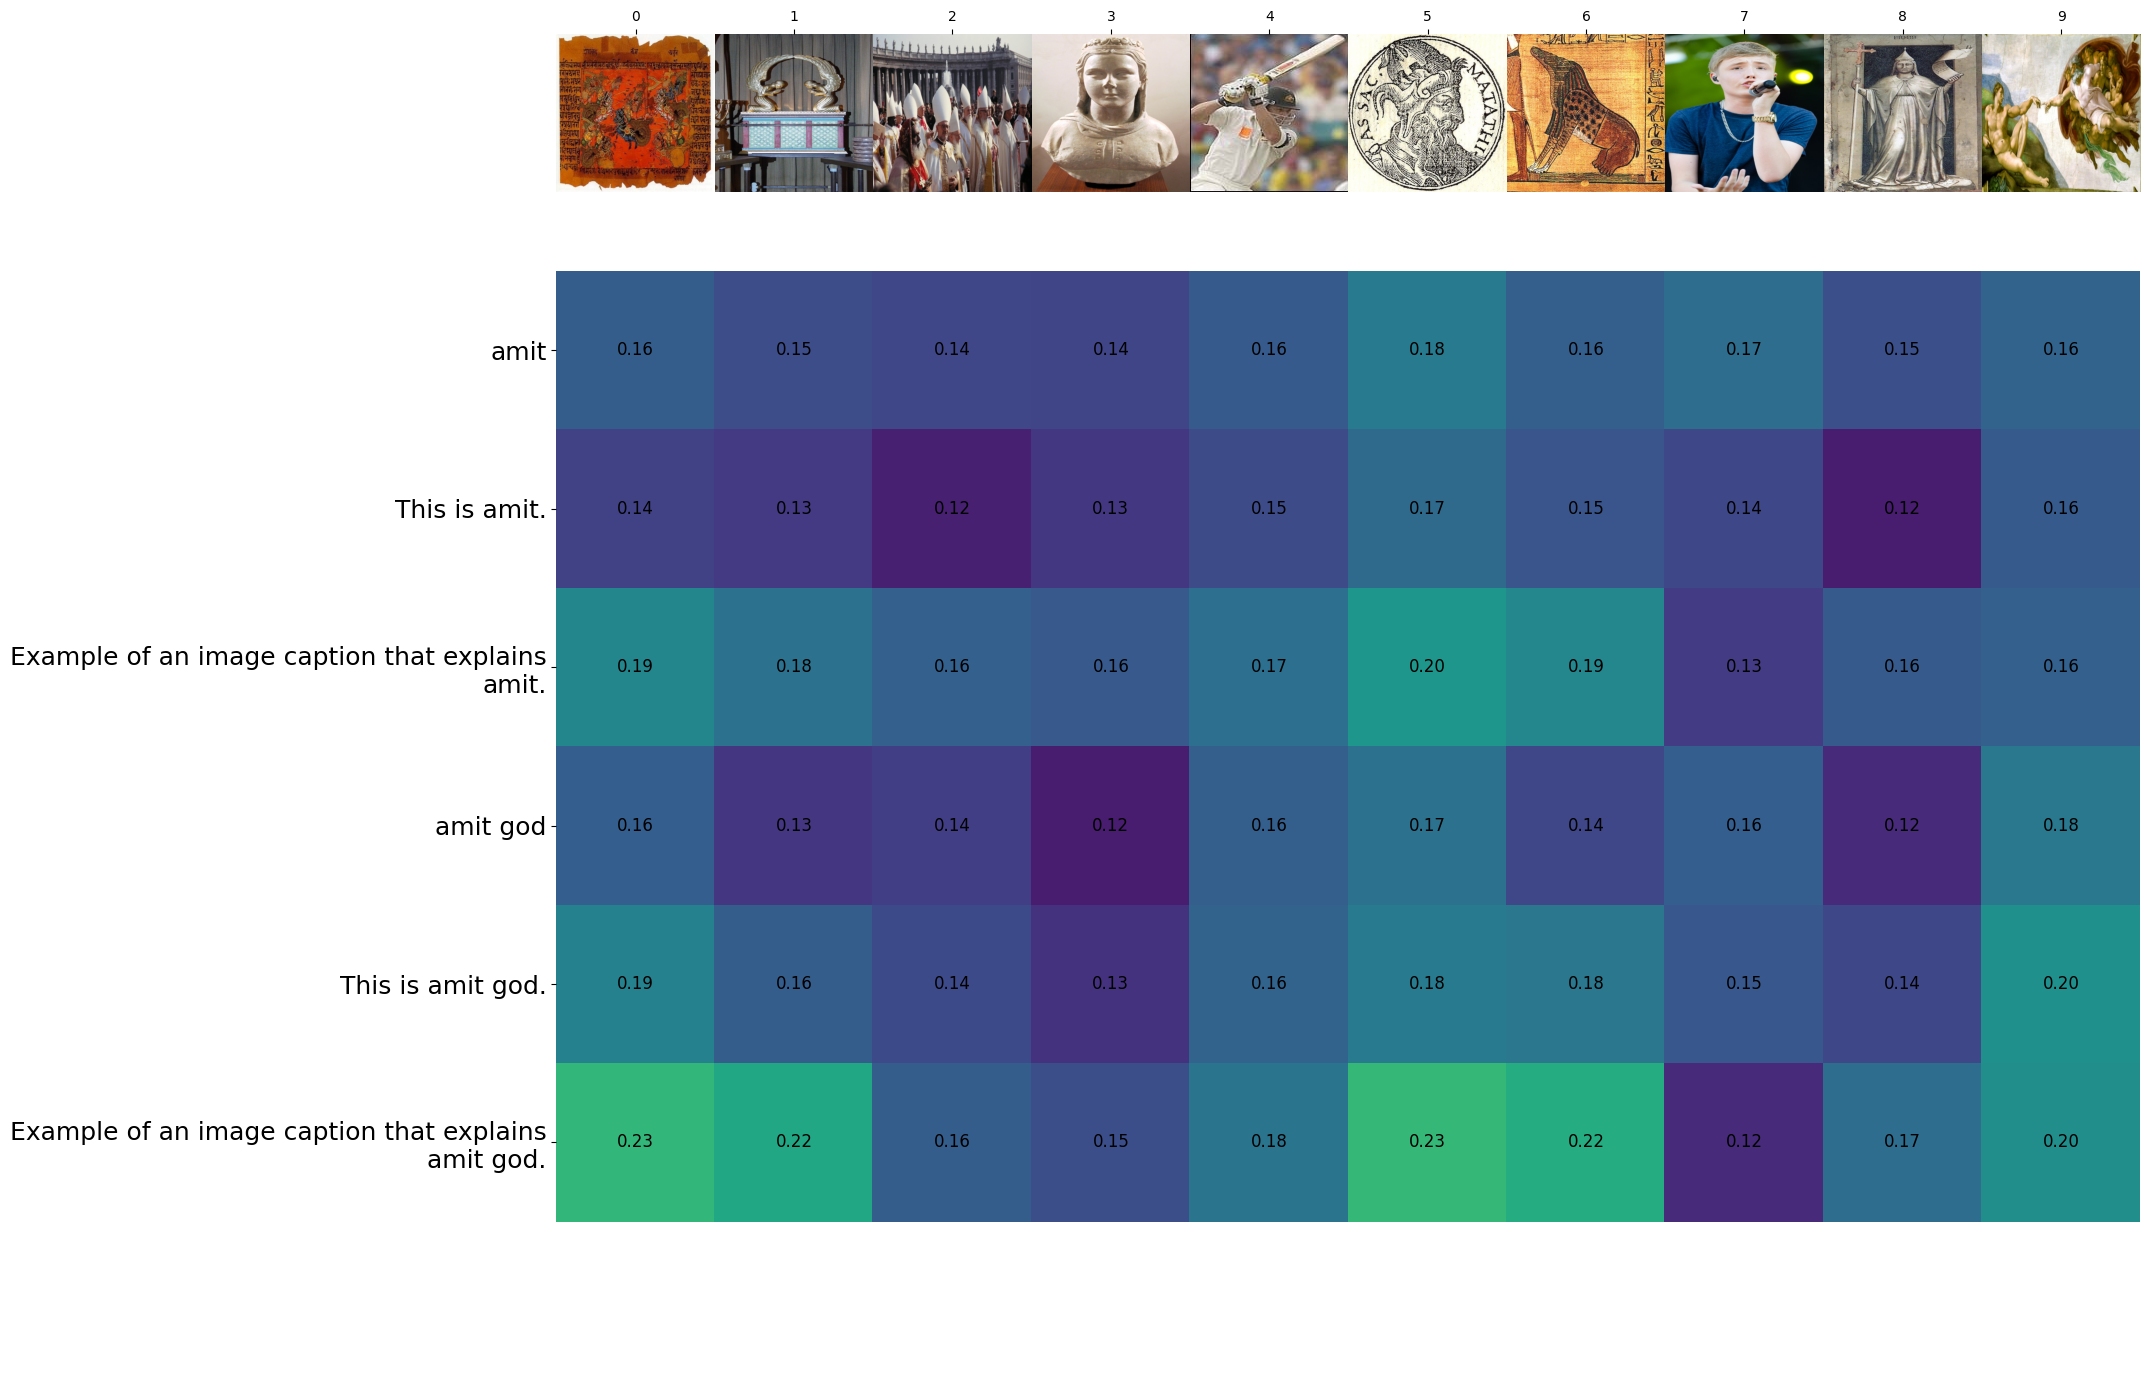 0 1 2 3 4 5 6 7 8 9
AS SAC. MATATHI
amit 0.16 0.15 0.14 0.14 0.16 0.18 0.16 0.17 0.15 0.16
This is amit. 0.14 0.13 0.12 0.13 0.15 0.17 0.15 0.14 0.12 0.16
Example of an image caption that explains
amit. 0.19 0.18 0.16 0.16 0.17 0.20 0.19 0.13 0.16 0.16
amit god 0.16 0.13 0.14 0.12 0.16 0.17 0.14 0.16 0.12 0.18
This is amit god. 0.19 0.16 0.14 0.13 0.16 0.18 0.18 0.15 0.14 0.20
Example of an image caption that explains
amit god. 0.23 0.22 0.16 0.15 0.18 0.23 0.22 0.12 0.17 0.20